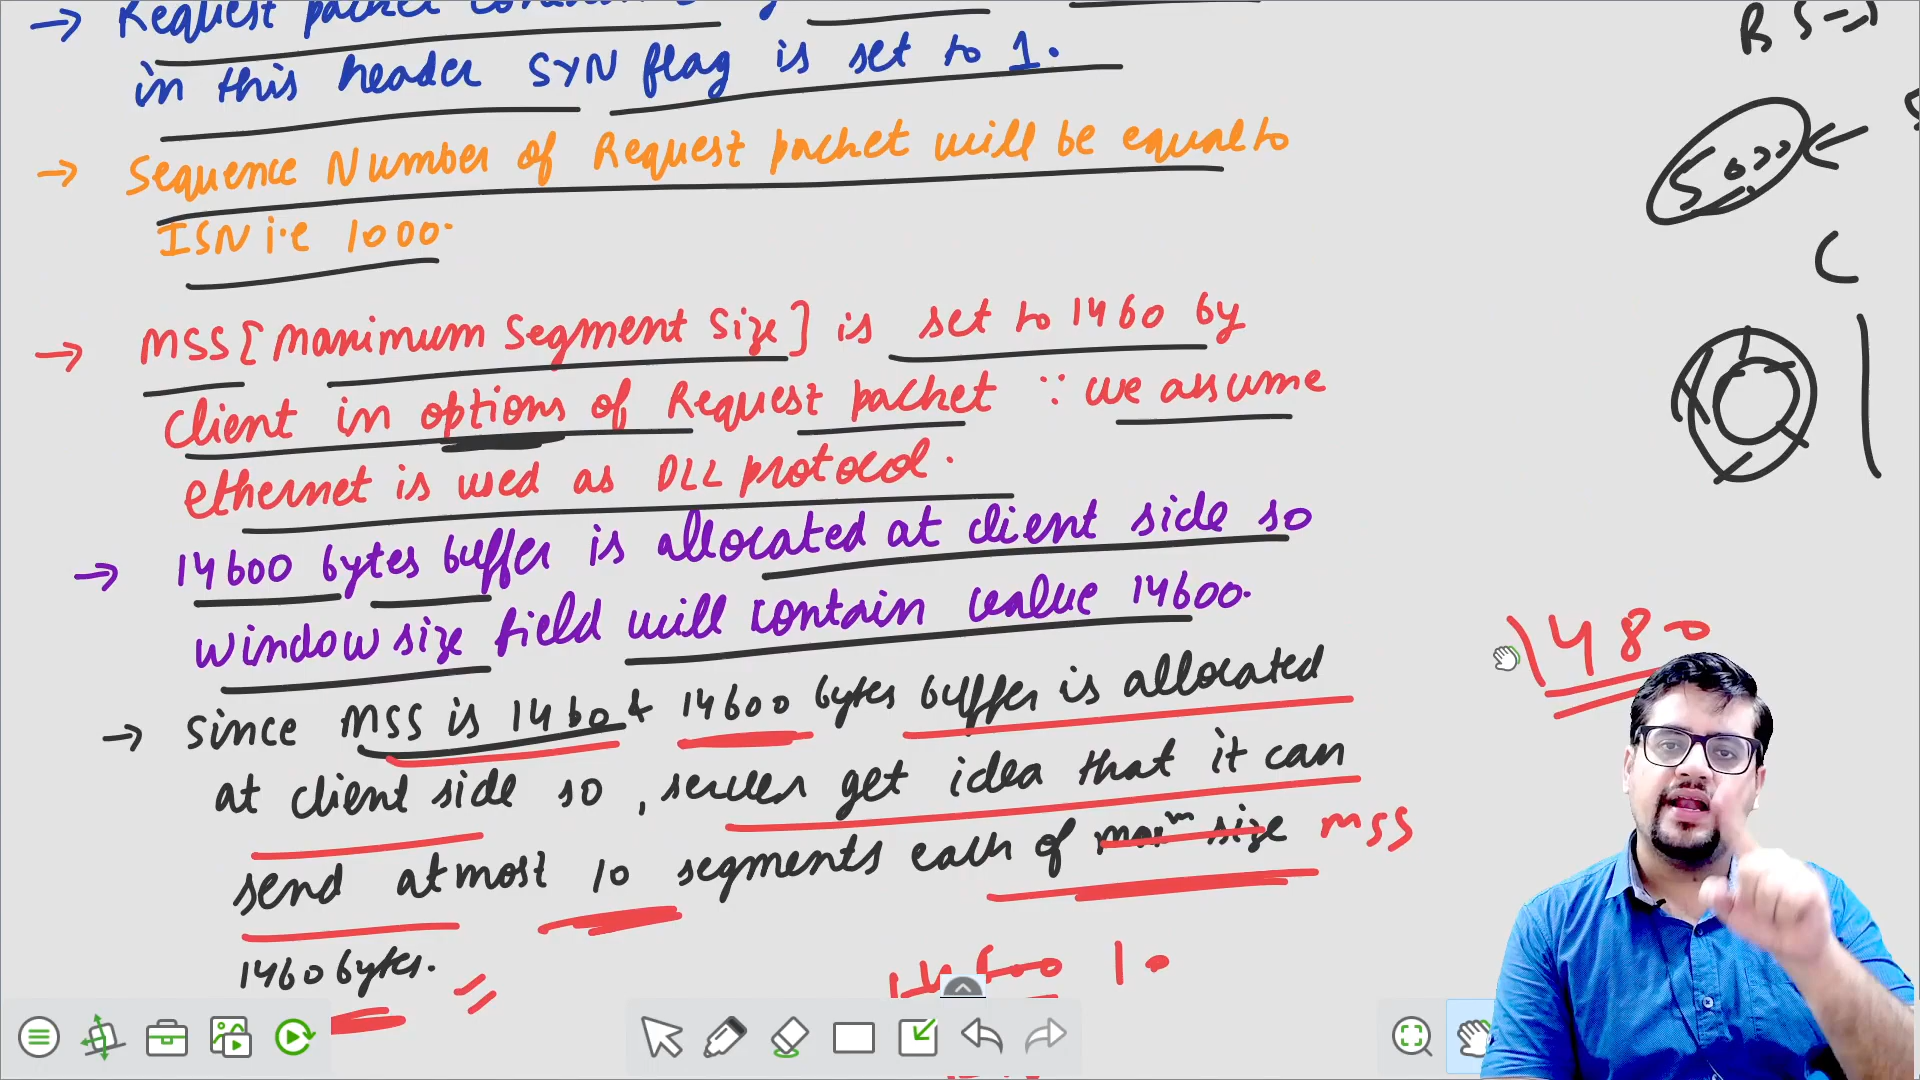 → Request packet
in this header SYN flag is set to 1.
→ Sequence Number of Request packet will be equal to
ISN i.e 1000.
→ MSS [Maximum Segment Size] is set to 1460 by
client in options of Request packet ∵ we assume
ethernet is used as DLL protocol.
→ 14600 bytes buffer is allocated at client side so
window size field will contain value 14600.
→ Since MSS is 1460 & 14600 bytes buffer is allocated
at client side so, server get idea that it can
send atmost 10 segments each of maxm size MSS
1460 bytes.
14600 10
1480
C